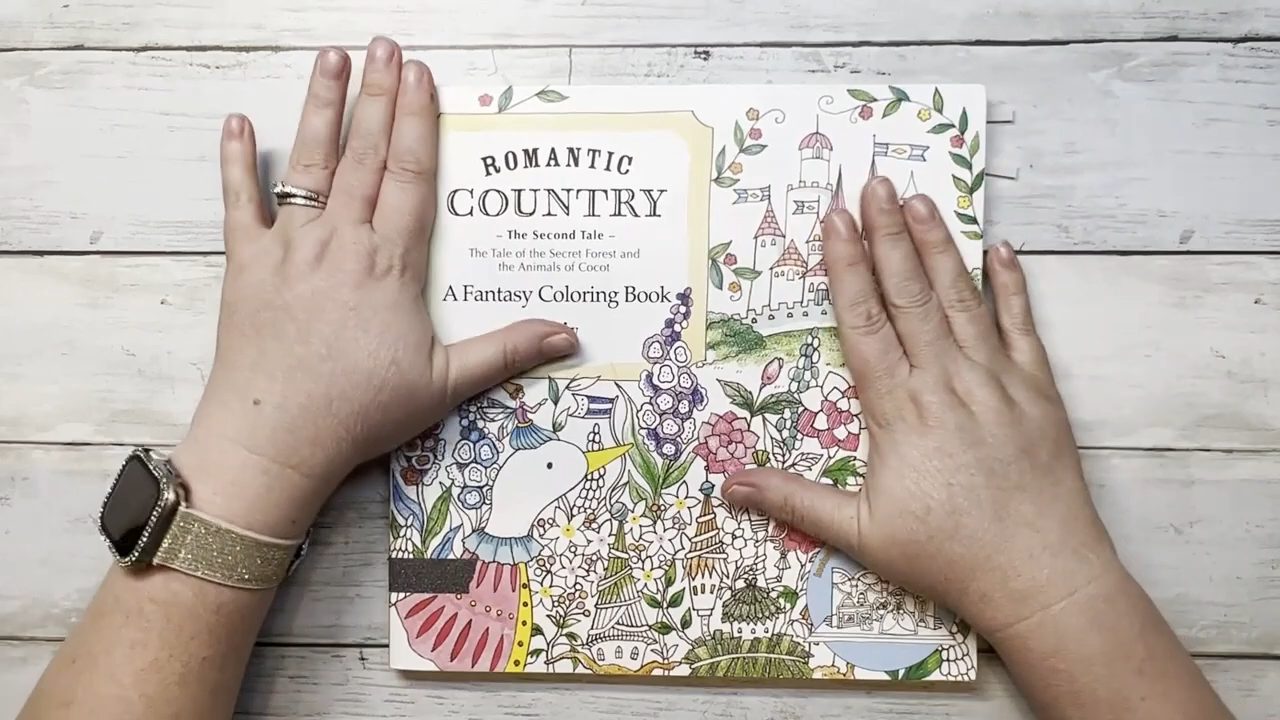 ROMANTIC
COUNTRY
– The Second Tale –
The Tale of the Secret Forest and
the Animals of Cocot
A Fantasy Coloring Book